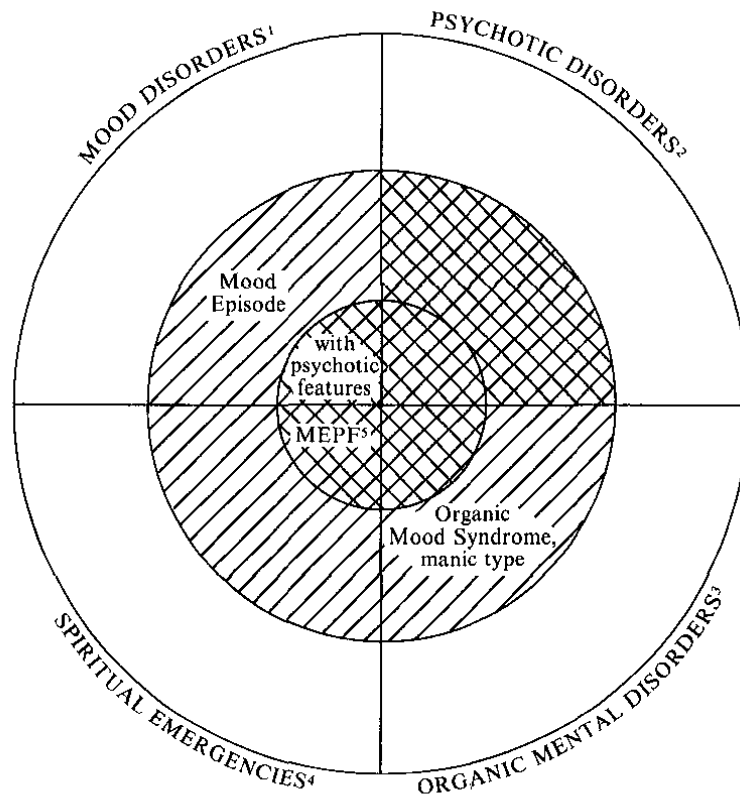 MOOD DISORDERS¹
PSYCHOTIC DISORDERS²
Mood
Episode
with
psychotic
features
MEPF⁵
Organic
Mood Syndrome,
manic type
SPIRITUAL EMERGENCIES⁴
ORGANIC MENTAL DISORDERS³